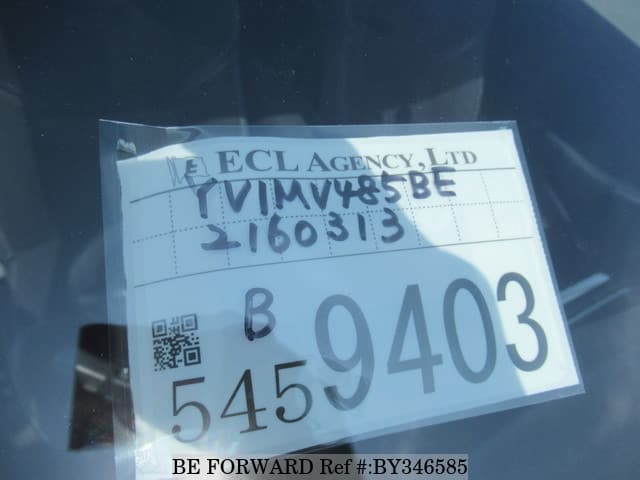 ECL AGENCY, LTD
YV1MV485BE
2160313
B
5459403
BE FORWARD Ref #:BY346585